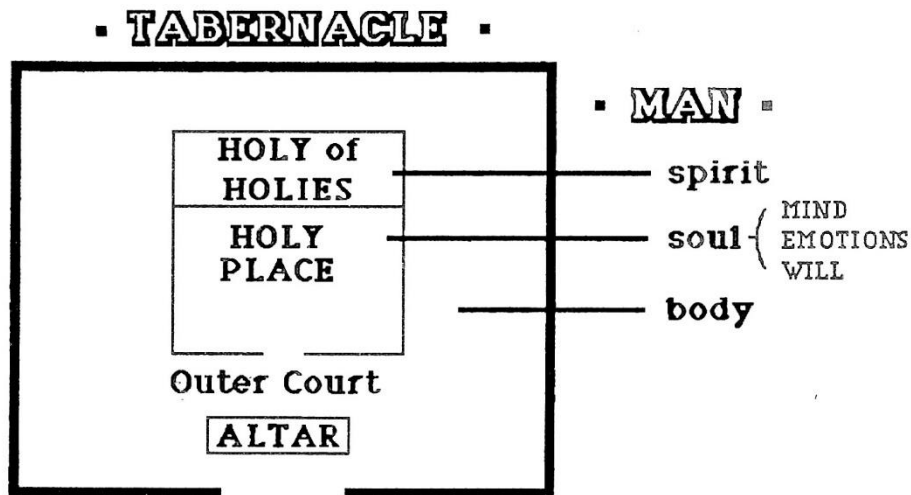 ▪ TABERNACLE ▪
▪ MAN ▪
HOLY of
HOLIES
spirit
HOLY
PLACE
soul { MIND
EMOTIONS
WILL
body
Outer Court
ALTAR